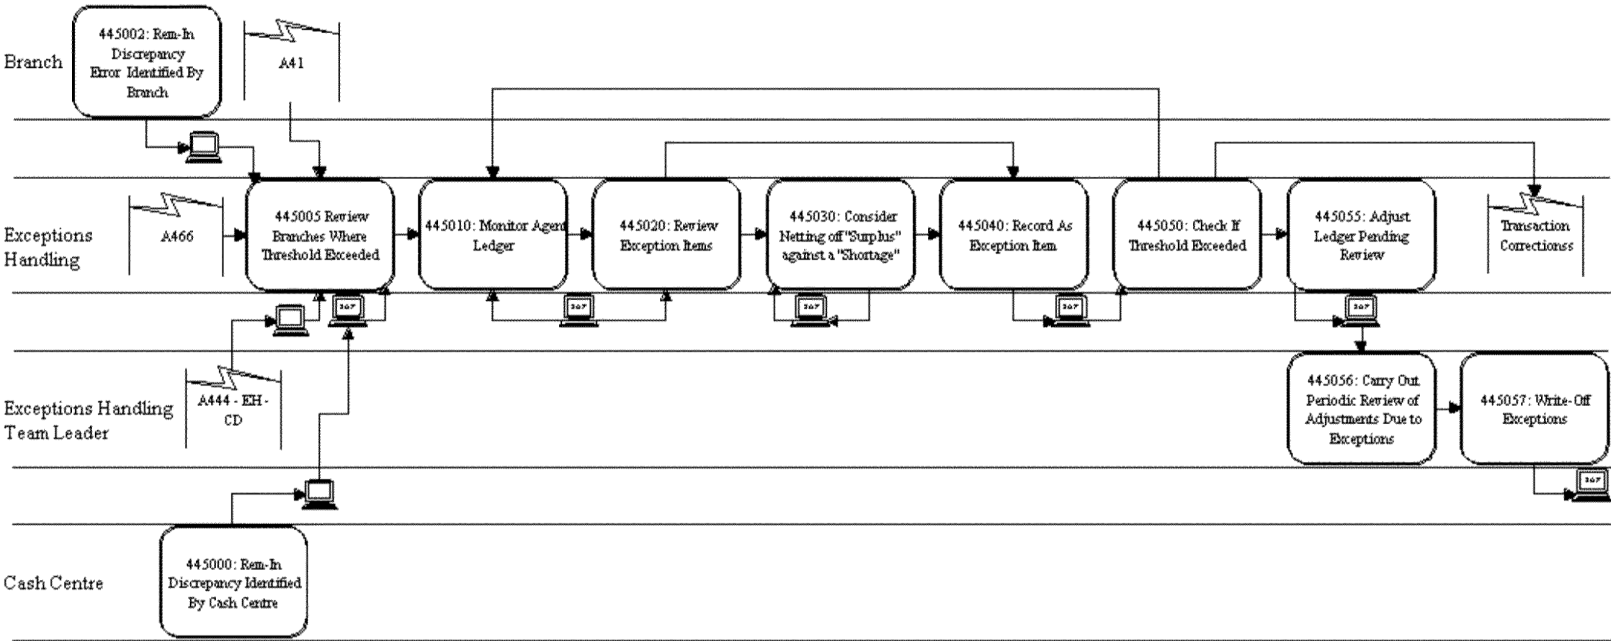 Branch
445002: Rem-In
Discrepancy
Error Identified By
Branch
A41
Exceptions
Handling
A466
445005 Review
Branches Where
Threshold Exceeded
445010: Monitor Agent
Ledger
445020: Review
Exception Items
445030: Consider
Netting off "Surplus"
against a "Shortage"
445040: Record As
Exception Item
445050: Check If
Threshold Exceeded
445055: Adjust
Ledger Pending
Review
Transaction
Correctionss
Exceptions Handling
Team Leader
A444 - EH -
CD
445056: Carry Out
Periodic Review of
Adjustments Due to
Exceptions
445057: Write-Off
Exceptions
Cash Centre
445000: Rem-In
Discrepancy Identified
By Cash Centre